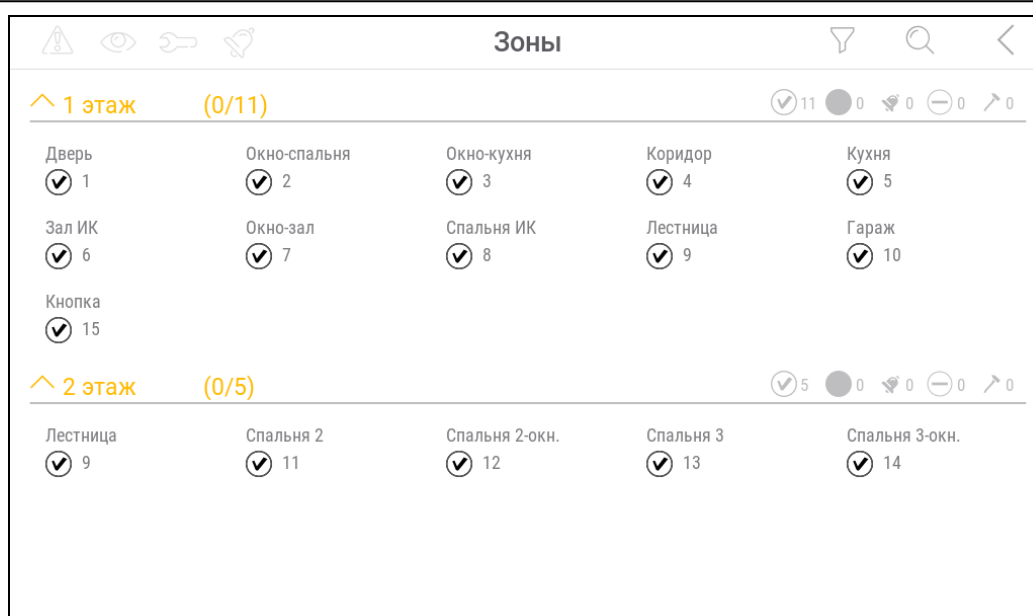 Зоны
1 этаж (0/11) 11 0 0 0 0
Дверь Окно-спальня Окно-кухня Коридор Кухня
1 2 3 4 5
Зал ИК Окно-зал Спальня ИК Лестница Гараж
6 7 8 9 10
Кнопка
15
2 этаж (0/5) 5 0 0 0 0
Лестница Спальня 2 Спальня 2-окн. Спальня 3 Спальня 3-окн.
9 11 12 13 14